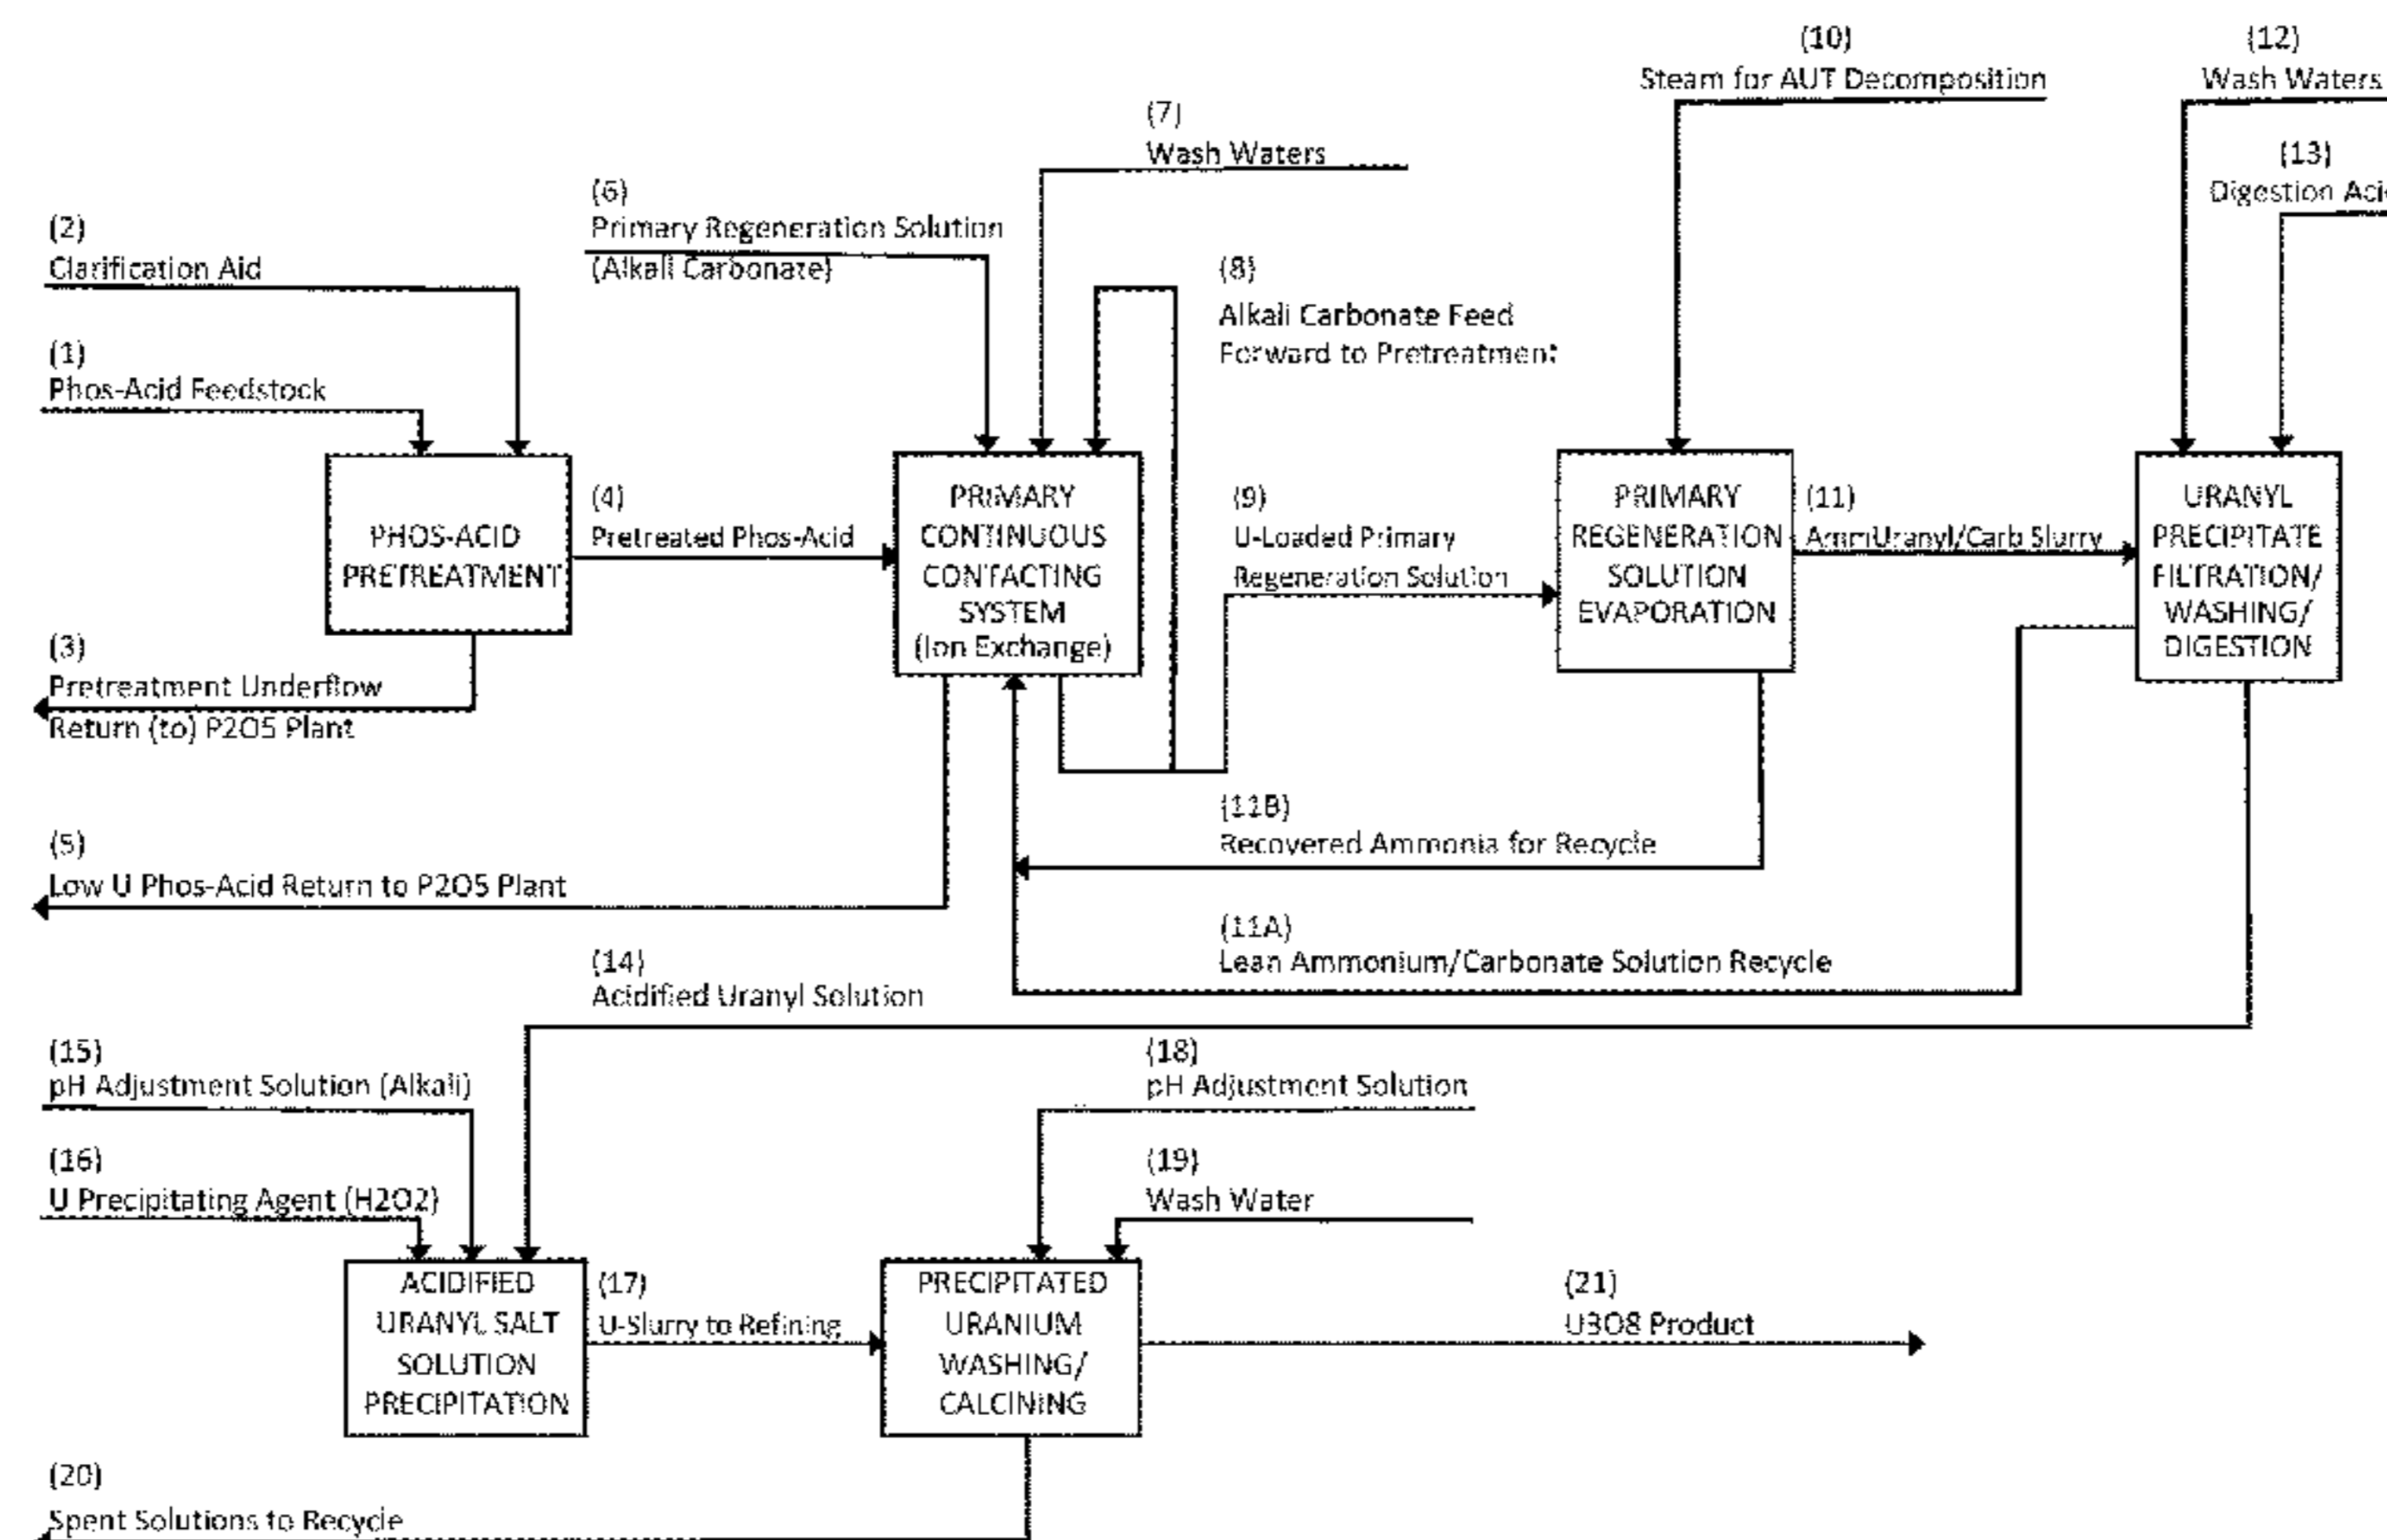 (10)
Steam for AUT Decomposition
(12)
Wash Waters
(7)
Wash Waters
(13)
Digestion Aci
(6)
Primary Regeneration Solution
(Alkali Carbonate)
(2)
Clarification Aid
(8)
Alkali Carbonate Feed
Forward to Pretreatment
(1)
Phos-Acid Feedstock
PHOS-ACID
PRETREATMENT
(4)
Pretreated Phos-Acid
PRIMARY
CONTINUOUS
CONTACTING
SYSTEM
(Ion Exchange)
(9)
U-Loaded Primary
Regeneration Solution
PRIMARY
REGENERATION
SOLUTION
EVAPORATION
(11)
AmmUranyl/Carb Slurry
URANYL
PRECIPITATE
FILTRATION/
WASHING/
DIGESTION
(3)
Pretreatment Underflow
Return (to) P2O5 Plant
(11B)
Recovered Ammonia for Recycle
(5)
Low U Phos-Acid Return to P2O5 Plant
(11A)
Lean Ammonium/Carbonate Solution Recycle
(14)
Acidified Uranyl Solution
(15)
pH Adjustment Solution (Alkali)
(18)
pH Adjustment Solution
(16)
U Precipitating Agent (H2O2)
(19)
Wash Water
ACIDIFIED
URANYL SALT
SOLUTION
PRECIPITATION
(17)
U-Slurry to Refining
PRECIPITATED
URANIUM
WASHING/
CALCINING
(21)
U3O8 Product
(20)
Spent Solutions to Recycle